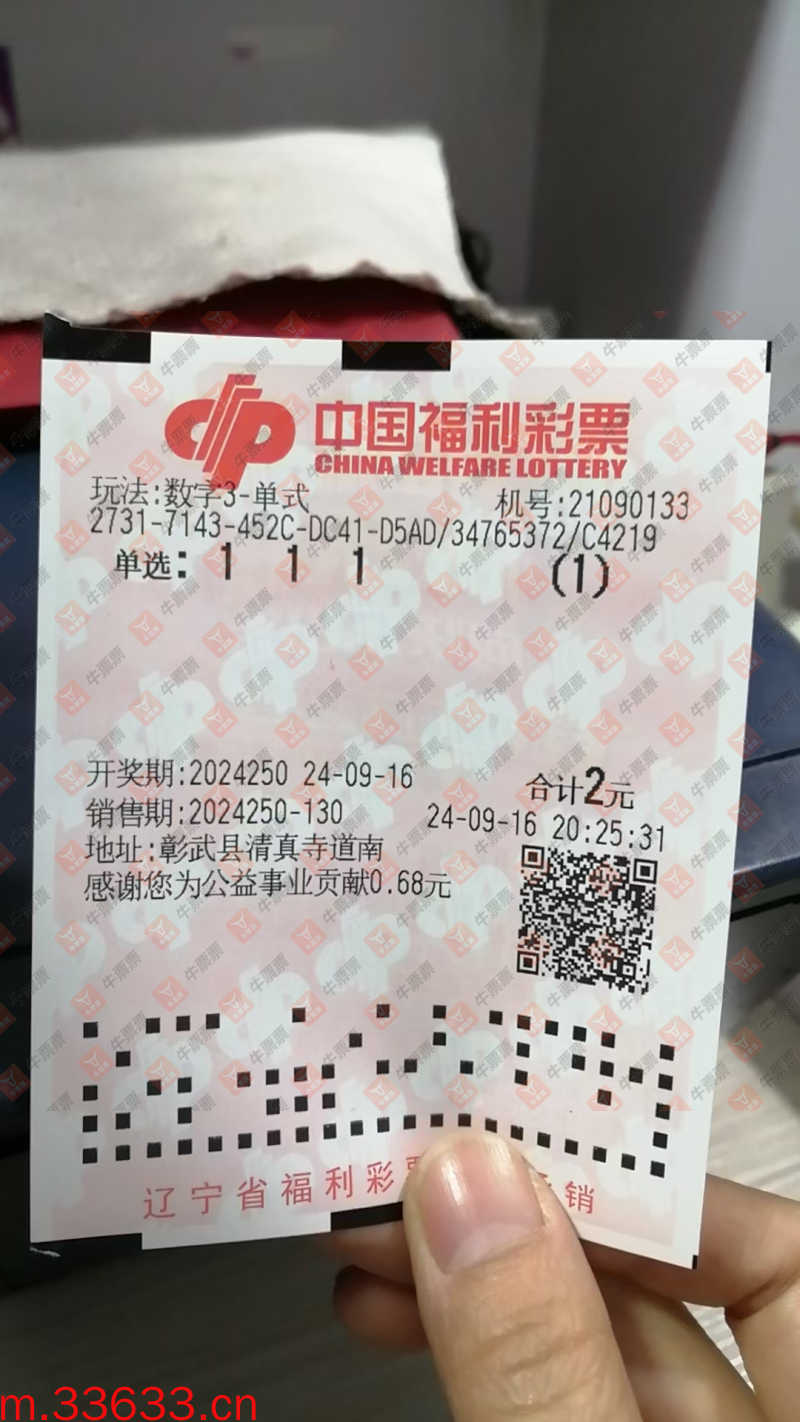 中国福利彩票
CHINA WELFARE LOTTERY
玩法:数字3-单式 机号:21090133
2731-7143-452C-DC41-D5AD/34765372/C4219
单选: 1 1 1 (1)
开奖期:2024250 24-09-16 合计2元
销售期:2024250-130 24-09-16 20:25:31
地址:彰武县清真寺道南
感谢您为公益事业贡献0.68元
辽宁省福利彩 销
牛票票
m.33633.cn